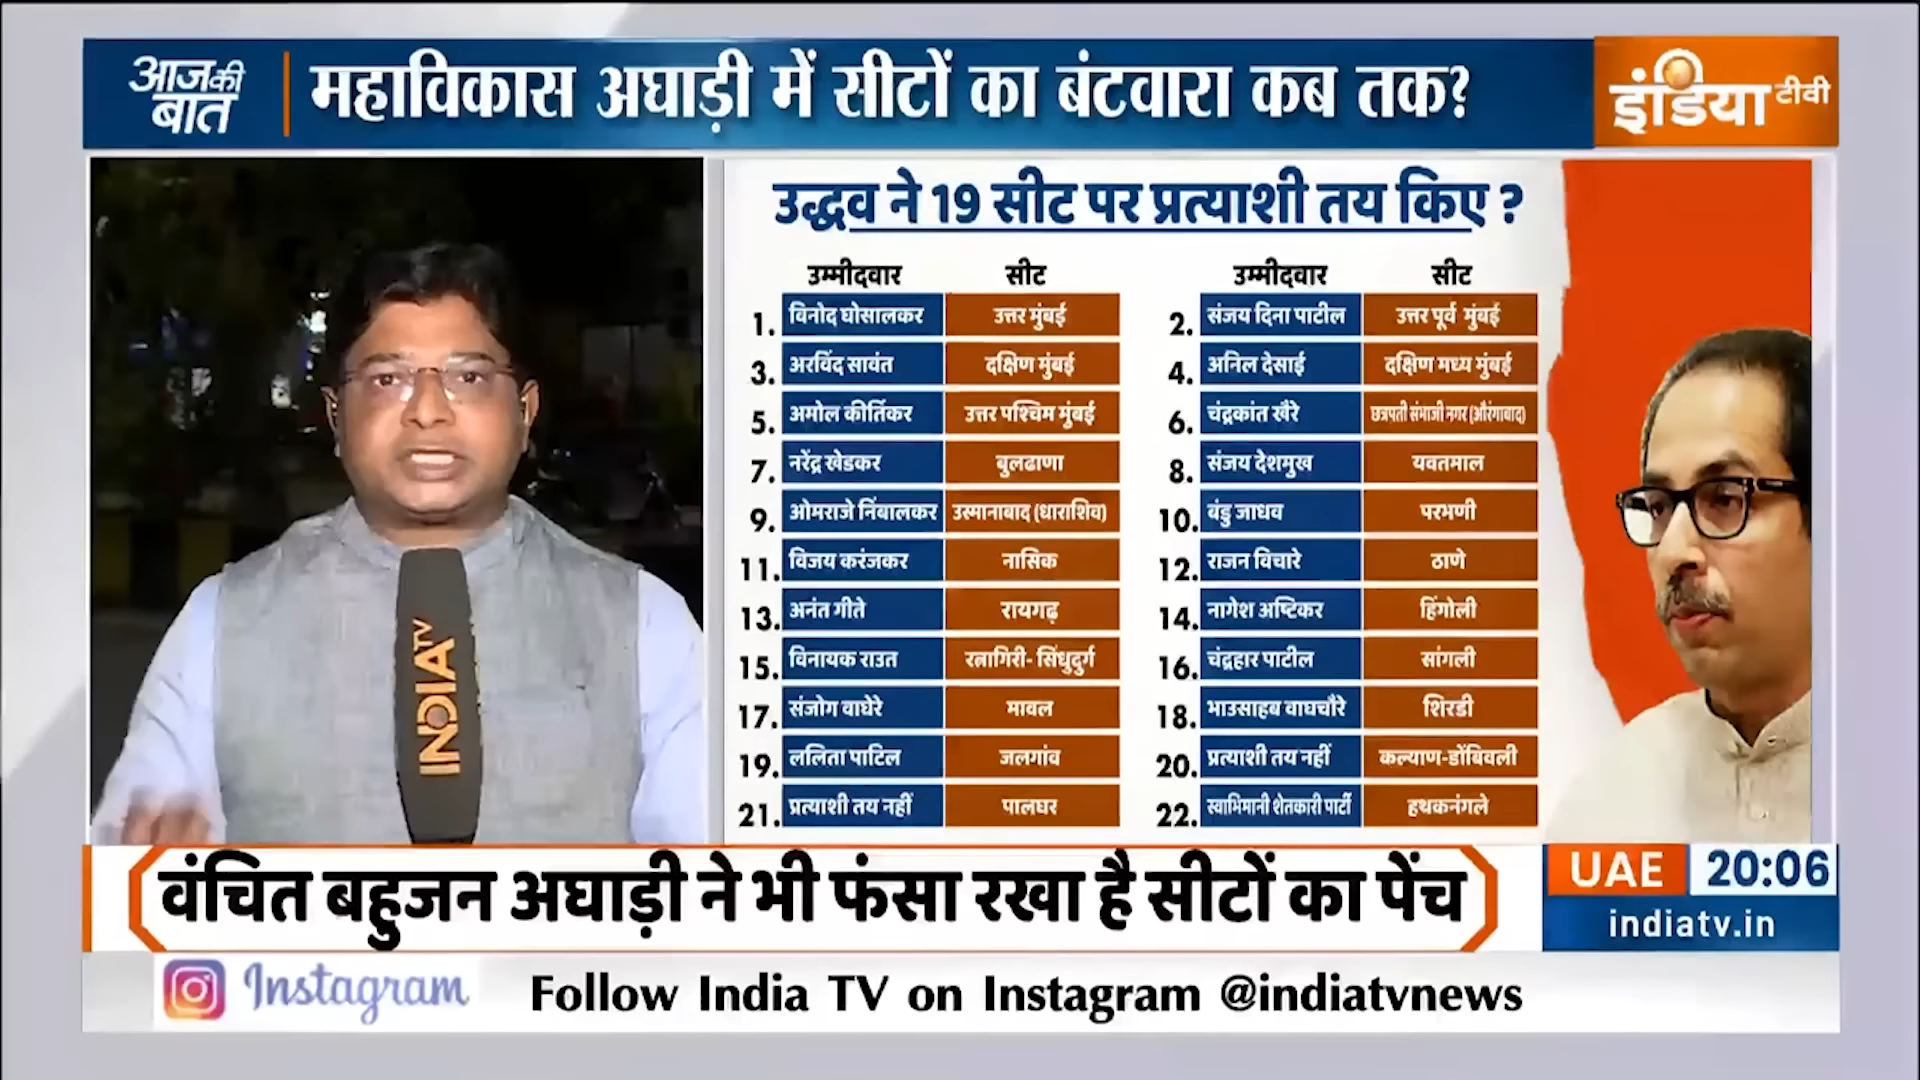 आज की
बात
महाविकास अघाड़ी में सीटों का बंटवारा कब तक?
इंडिया टीवी
उद्धव ने 19 सीट पर प्रत्याशी तय किए ?
उम्मीदवार सीट उम्मीदवार सीट
1. विनोद घोसालकर उत्तर मुंबई 2. संजय दिना पाटील उत्तर पूर्व मुंबई
3. अरविंद सावंत दक्षिण मुंबई 4. अनिल देसाई दक्षिण मध्य मुंबई
5. अमोल कीर्तिकर उत्तर पश्चिम मुंबई 6. चंद्रकांत खैरे छत्रपती संभाजी नगर (औरंगाबाद)
7. नरेंद्र खेडकर बुलढाणा 8. संजय देशमुख यवतमाल
9. ओमराजे निंबालकर उस्मानाबाद (धाराशिव) 10. बंडु जाधव परभणी
11. विजय करंजकर नासिक 12. राजन विचारे ठाणे
13. अनंत गीते रायगढ़ 14. नागेश अष्टिकर हिंगोली
15. विनायक राउत रत्नागिरी- सिंधुदुर्ग 16. चंद्रहार पाटील सांगली
17. संजोग वाघेरे मावल 18. भाउसाहब वाघचौरे शिरडी
19. ललिता पाटिल जलगांव 20. प्रत्याशी तय नहीं कल्याण-डोंबिवली
21. प्रत्याशी तय नहीं पालघर 22. स्वाभिमानी शेतकारी पार्टी हथकनंगले
INDIA TV
वंचित बहुजन अघाड़ी ने भी फंसा रखा है सीटों का पेंच
UAE 20:06
indiatv.in
Instagram Follow India TV on Instagram @indiatvnews